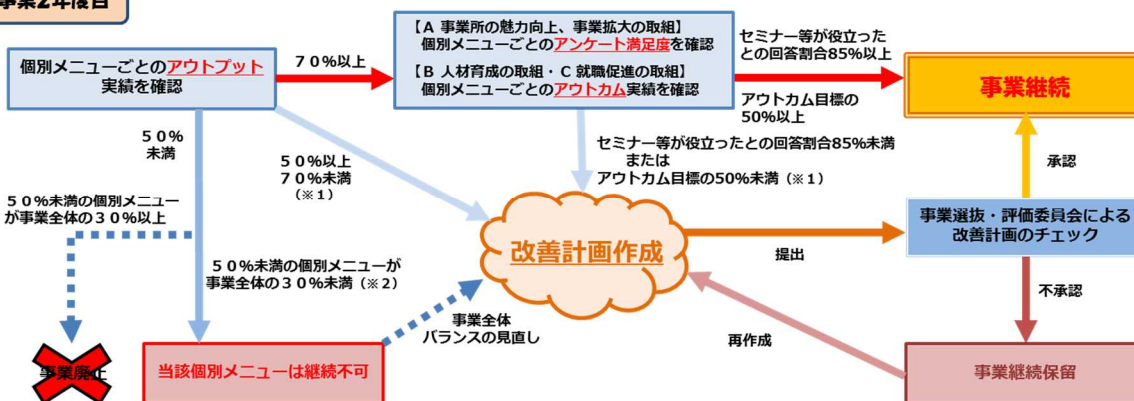 事業2年度目
個別メニューごとのアウトプット
実績を確認
70%以上
【A 事業所の魅力向上、事業拡大の取組】
個別メニューごとのアンケート満足度を確認
【B 人材育成の取組・C 就職促進の取組】
個別メニューごとのアウトカム実績を確認
セミナー等が役立った
との回答割合85%以上
アウトカム目標の
50%以上
事業継続
50%
未満
50%以上
70%未満
(※1)
セミナー等が役立ったとの回答割合85%未満
または
アウトカム目標の50%未満(※1)
承認
50%未満の個別メニュー
が事業全体の30%以上
改善計画作成
提出
事業選抜・評価委員会による
改善計画のチェック
50%未満の個別メニューが
事業全体の30%未満(※2)
事業全体
バランスの見直し
再作成
不承認
事業廃止
当該個別メニューは継続不可
事業継続保留